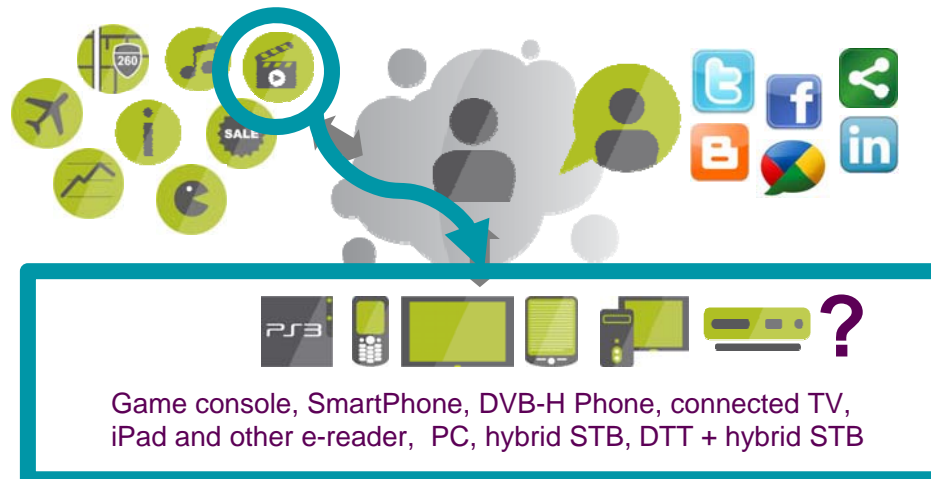 260
SALE
PS3
?
Game console, SmartPhone, DVB-H Phone, connected TV,
iPad and other e-reader, PC, hybrid STB, DTT + hybrid STB